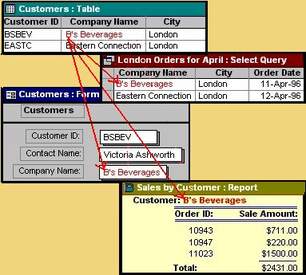 Customers : Table
Customer ID Company Name City
BSBEV B's Beverages London
EASTC Eastern Connection London
London Orders for April : Select Query
Company Name City Order Date
B's Beverages London 11-Apr-96
Eastern Connection London 12-Apr-96
Customers : Form
Customers
Customer ID: BSBEV
Contact Name: Victoria Ashworth
Company Name: B's Beverages
Sales by Customer : Report
Customer: B's Beverages
Order ID: Sale Amount:
10943 $711.00
10947 $220.00
11023 $1500.00
Total: $2431.00